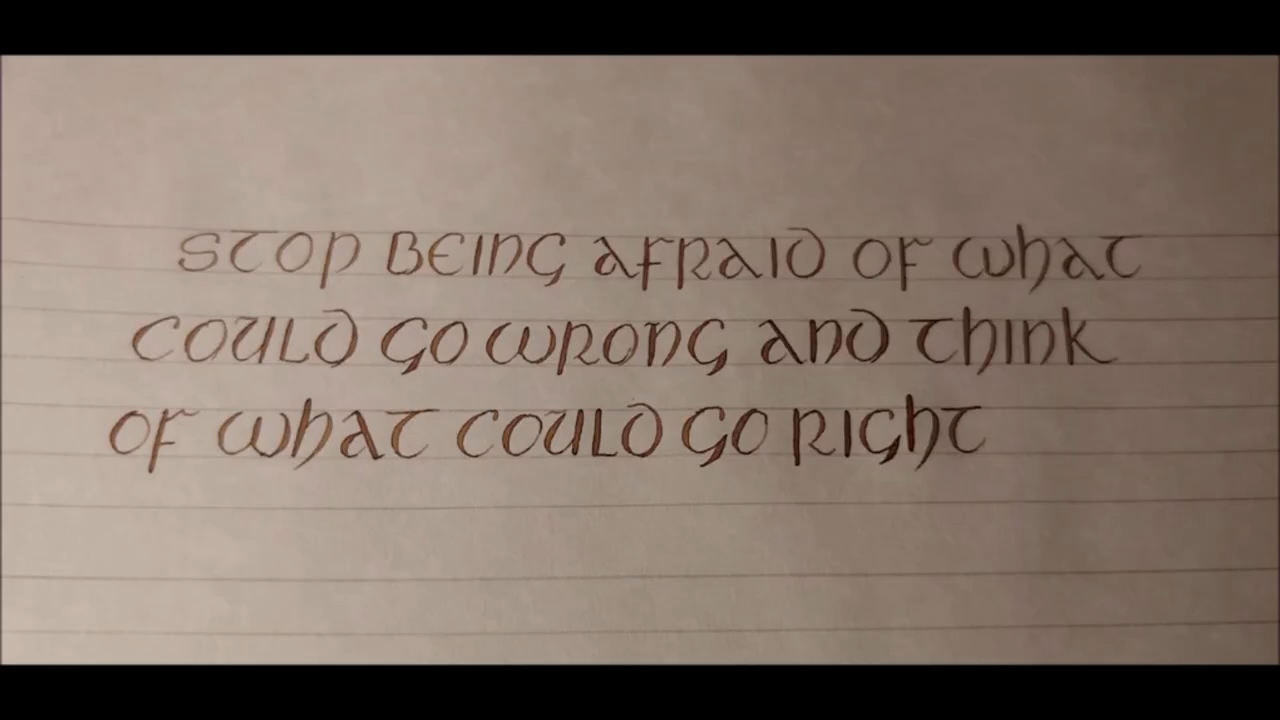 STOP BEING AFRAID OF WHAT
COULD GO WRONG AND THINK
OF WHAT COULD GO RIGHT